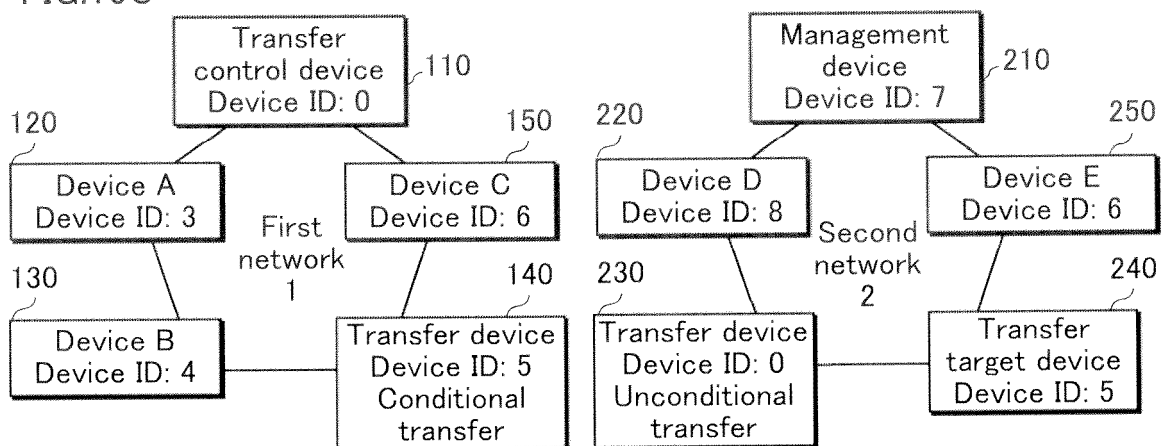 Transfer
control device
Device ID: 0
110
Management
device
Device ID: 7
210
120
Device A
Device ID: 3
150
Device C
Device ID: 6
220
Device D
Device ID: 8
250
Device E
Device ID: 6
First
network
1
Second
network
2
130
Device B
Device ID: 4
140
Transfer device
Device ID: 5
Conditional
transfer
230
Transfer device
Device ID: 0
Unconditional
transfer
240
Transfer
target device
Device ID: 5